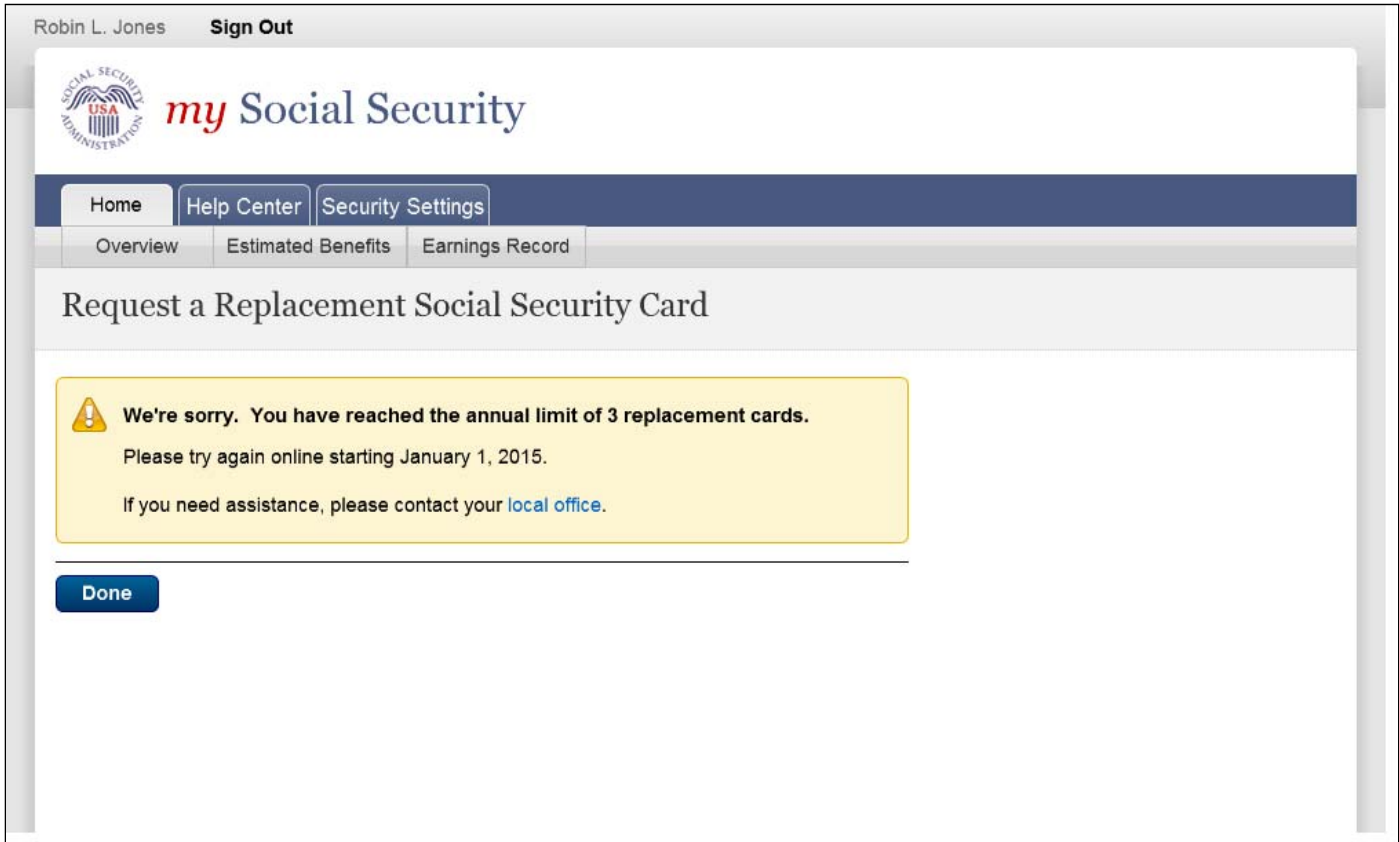 Robin L. Jones Sign Out
SOCIAL SECURITY ADMINISTRATION
USA
my Social Security
Home Help Center Security Settings
Overview Estimated Benefits Earnings Record
Request a Replacement Social Security Card
We're sorry. You have reached the annual limit of 3 replacement cards.
Please try again online starting January 1, 2015.
If you need assistance, please contact your local office.
Done